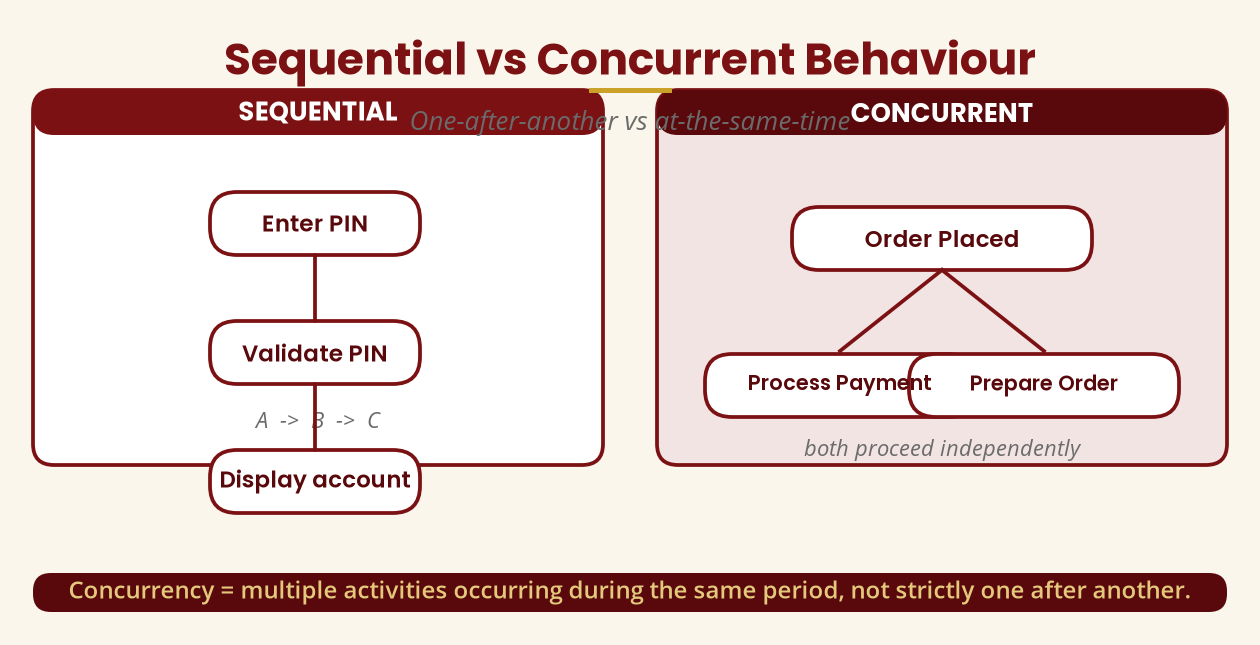 Sequential vs Concurrent Behaviour
One-after-another vs at-the-same-time
SEQUENTIAL
Enter PIN
Validate PIN
A -> B -> C
Display account
CONCURRENT
Order Placed
Process Payment
Prepare Order
both proceed independently
Concurrency = multiple activities occurring during the same period, not strictly one after another.